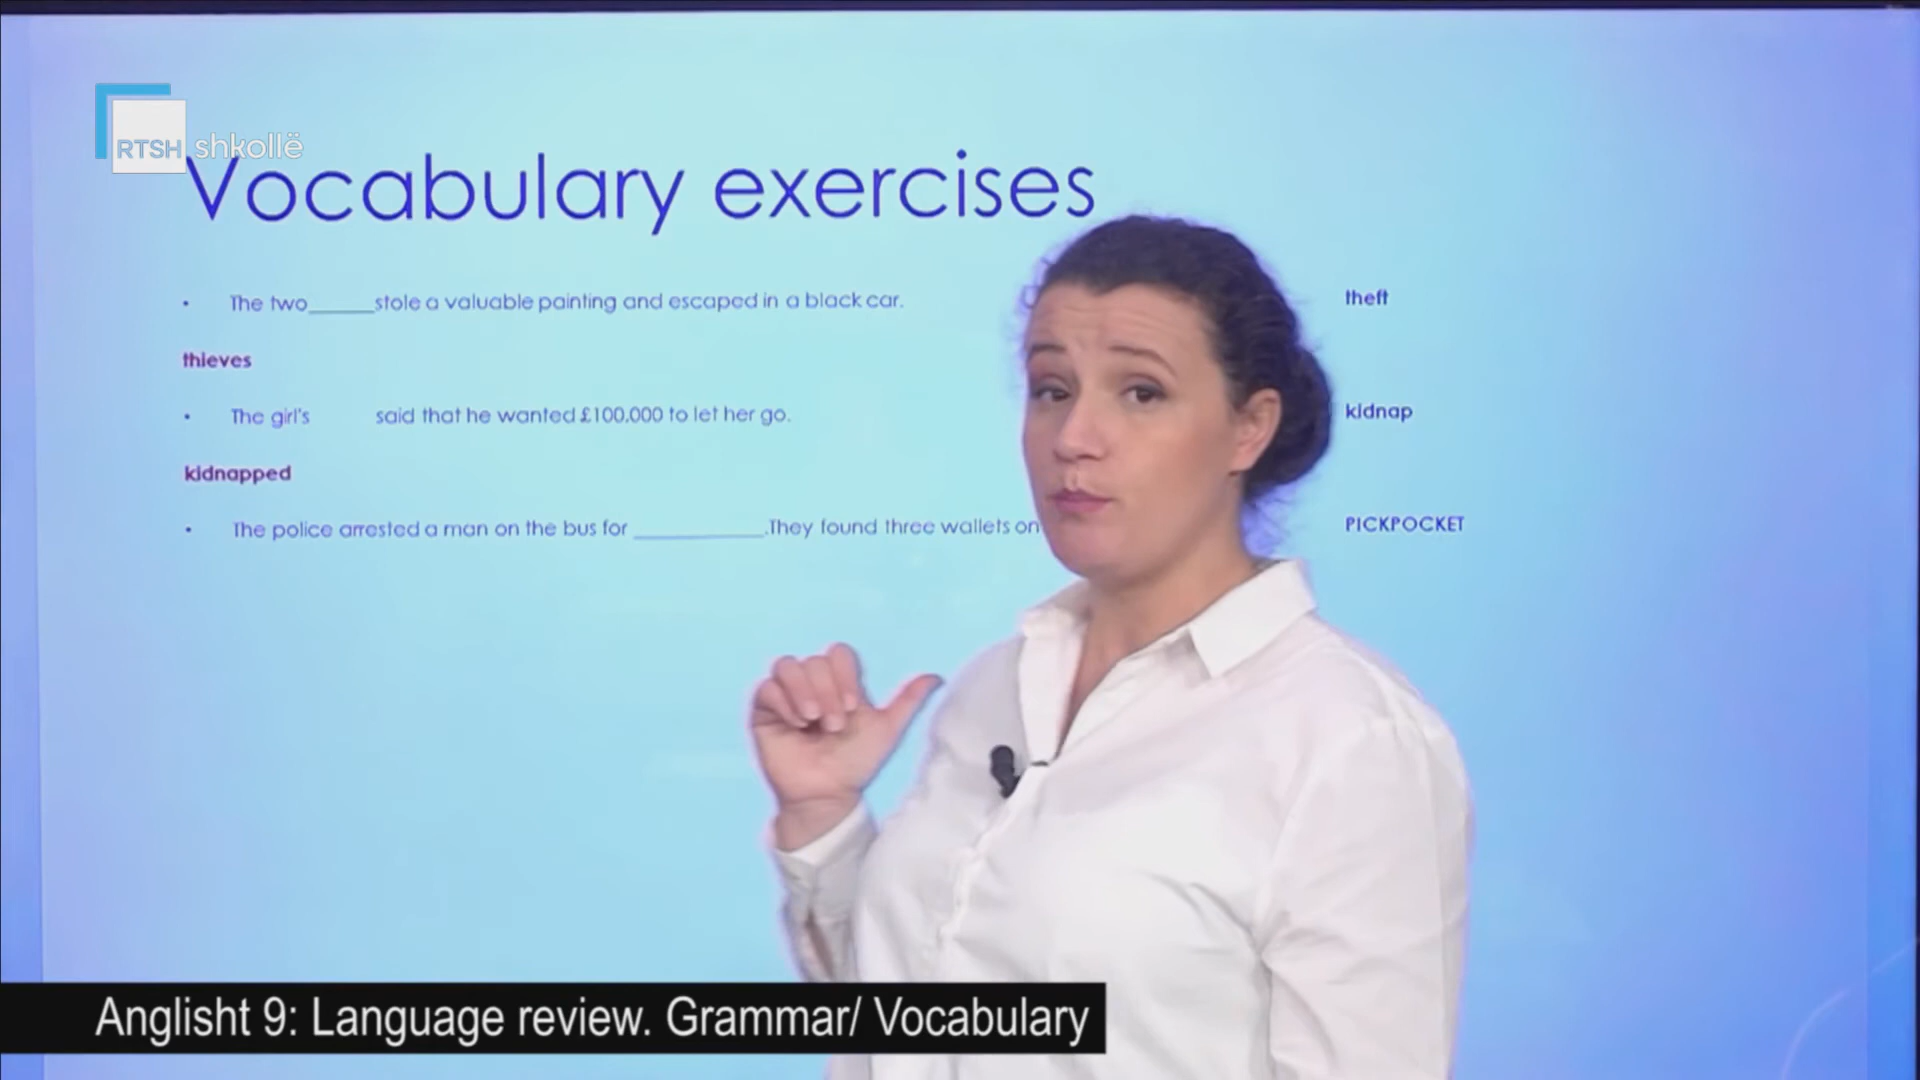 RTSH shkollë
Vocabulary exercises
• The two______stole a valuable painting and escaped in a black car. theft
thieves
• The girl's said that he wanted £100.000 to let her go. kidnap
kidnapped
• The police arrested a man on the bus for ____________.They found three wallets on PICKPOCKET
Anglisht 9: Language review. Grammar/ Vocabulary